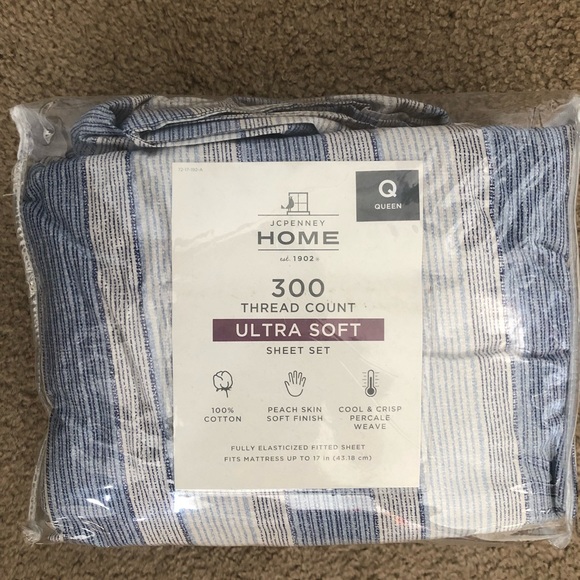 Q
QUEEN
JCPENNEY
HOME
est. 1902
300
THREAD COUNT
ULTRA SOFT
SHEET SET
100%
COTTON
PEACH SKIN
SOFT FINISH
COOL & CRISP
PERCALE
WEAVE
FULLY ELASTICIZED FITTED SHEET
FITS MATTRESS UP TO 17 in (43.18 cm)